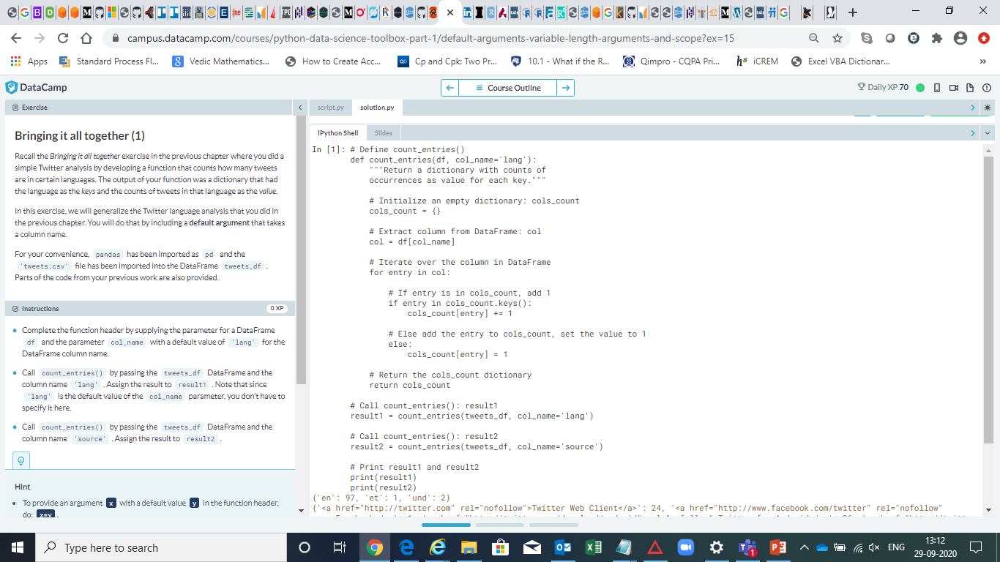 campus.datacamp.com/courses/python-data-science-toolbox-part-1/default-arguments-variable-length-arguments-and-scope?ex=15
Apps Standard Process Fl... Vedic Mathematics... How to Create Acc... Cp and Cpk: Two Pr... 10.1 - What if the R... Qimpro - CQPA Pri... iCREM Excel VBA Dictionar... »
DataCamp
Course Outline
Daily XP 70
Exercise
script.py solution.py
Bringing it all together (1)
Recall the Bringing it all together exercise in the previous chapter where you did a
simple Twitter analysis by developing a function that counts how many tweets
are in certain languages. The output of your function was a dictionary that had
the language as the keys and the counts of tweets in that language as the value.
In this exercise, we will generalize the Twitter language analysis that you did in
the previous chapter. You will do that by including a default argument that takes
a column name.
For your convenience, pandas has been imported as pd and the
'tweets.csv' file has been imported into the DataFrame tweets_df .
Parts of the code from your previous work are also provided.
Instructions
0 XP
Complete the function header by supplying the parameter for a DataFrame
df and the parameter col_name with a default value of 'lang' for the
DataFrame column name.
Call count_entries() by passing the tweets_df DataFrame and the
column name 'lang' . Assign the result to result1 . Note that since
'lang' is the default value of the col_name parameter, you don't have to
specify it here.
Call count_entries() by passing the tweets_df DataFrame and the
column name 'source' . Assign the result to result2 .
Hint
To provide an argument x with a default value y in the function header,
do: x=y .
IPython Shell Slides
In [1]: # Define count_entries()
def count_entries(df, col_name='lang'):
"""Return a dictionary with counts of
occurrences as value for each key."""
# Initialize an empty dictionary: cols_count
cols_count = {}
# Extract column from DataFrame: col
col = df[col_name]
# Iterate over the column in DataFrame
for entry in col:
# If entry is in cols_count, add 1
if entry in cols_count.keys():
cols_count[entry] += 1
# Else add the entry to cols_count, set the value to 1
else:
cols_count[entry] = 1
# Return the cols_count dictionary
return cols_count
# Call count_entries(): result1
result1 = count_entries(tweets_df, col_name='lang')
# Call count_entries(): result2
result2 = count_entries(tweets_df, col_name='source')
# Print result1 and result2
print(result1)
print(result2)
{'en': 97, 'et': 1, 'und': 2}
{'<a href="http://twitter.com" rel="nofollow">Twitter Web Client</a>': 24, '<a href="http://www.facebook.com/twitter" rel="nofollow"
Type here to search
ENG
13:12
29-09-2020